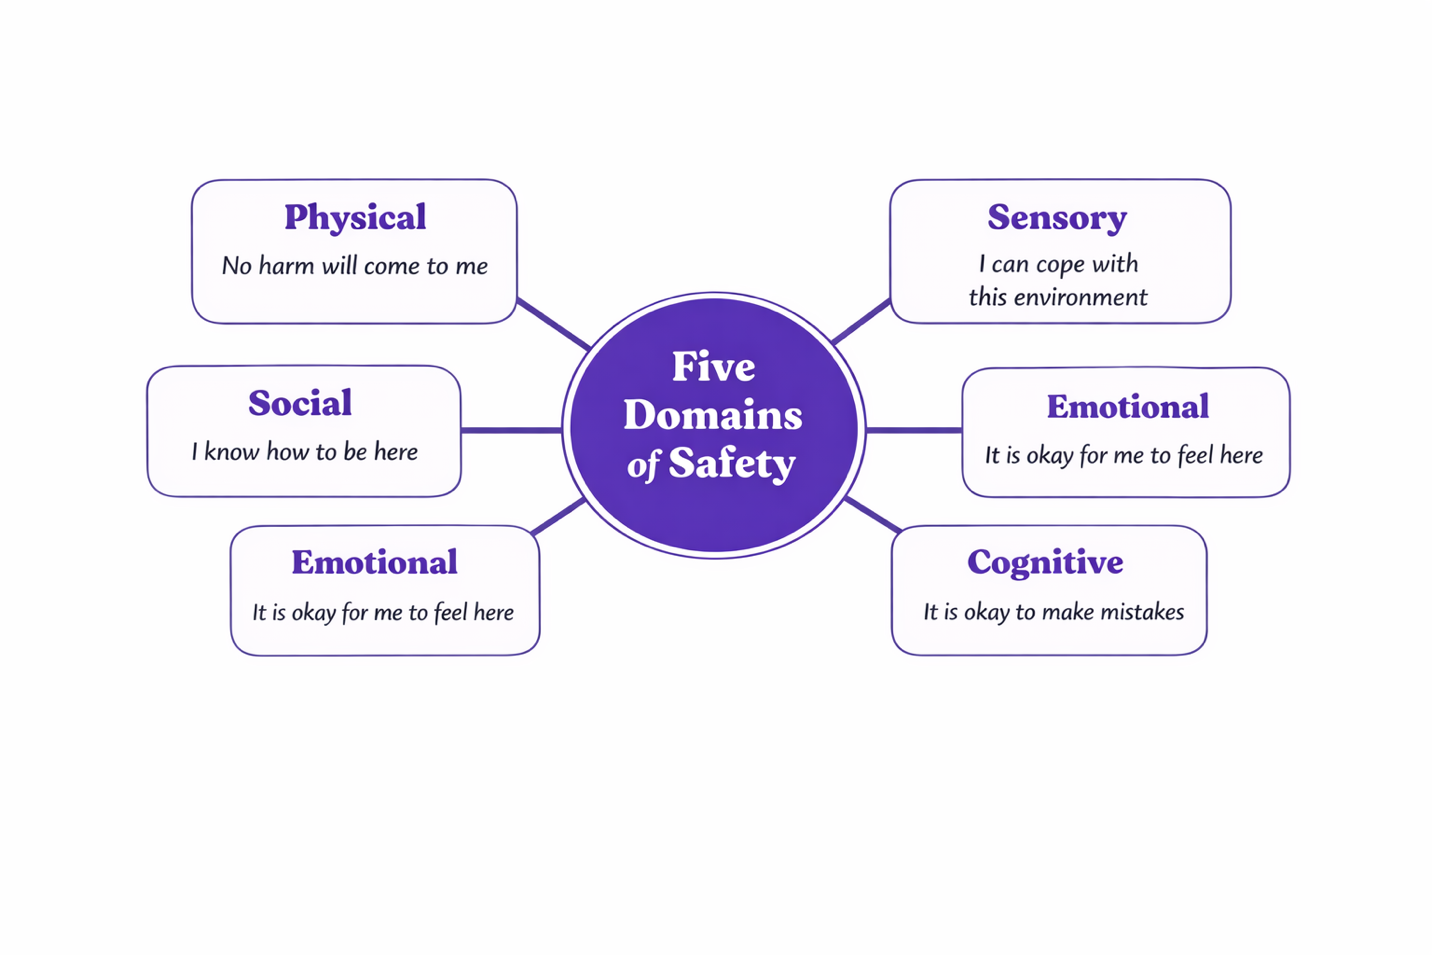 Physical
No harm will come to me
Sensory
I can cope with
this environment
Five
Domains
of Safety
Social
I know how to be here
Emotional
It is okay for me to feel here
Emotional
It is okay for me to feel here
Cognitive
It is okay to make mistakes